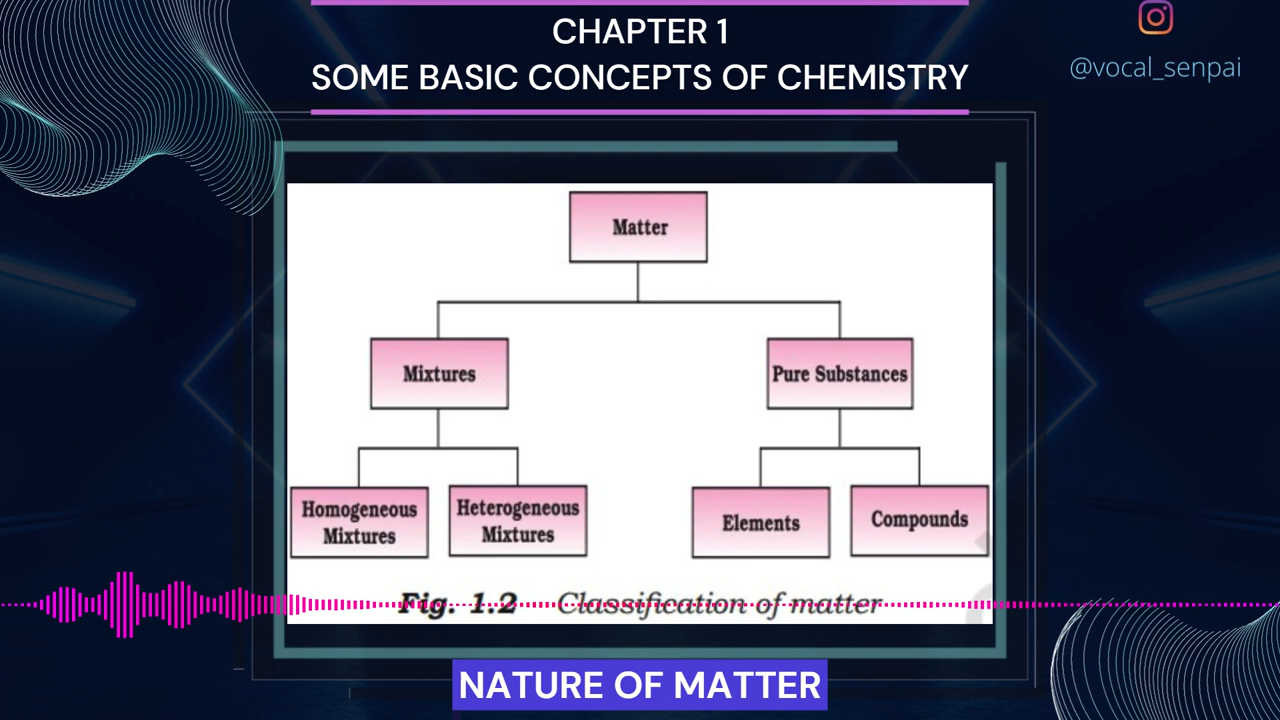 CHAPTER 1
SOME BASIC CONCEPTS OF CHEMISTRY
@vocal_senpai
Matter
Mixtures
Pure Substances
Homogeneous
Mixtures
Heterogeneous
Mixtures
Elements
Compounds
Fig. 1.2 Classification of matter
NATURE OF MATTER